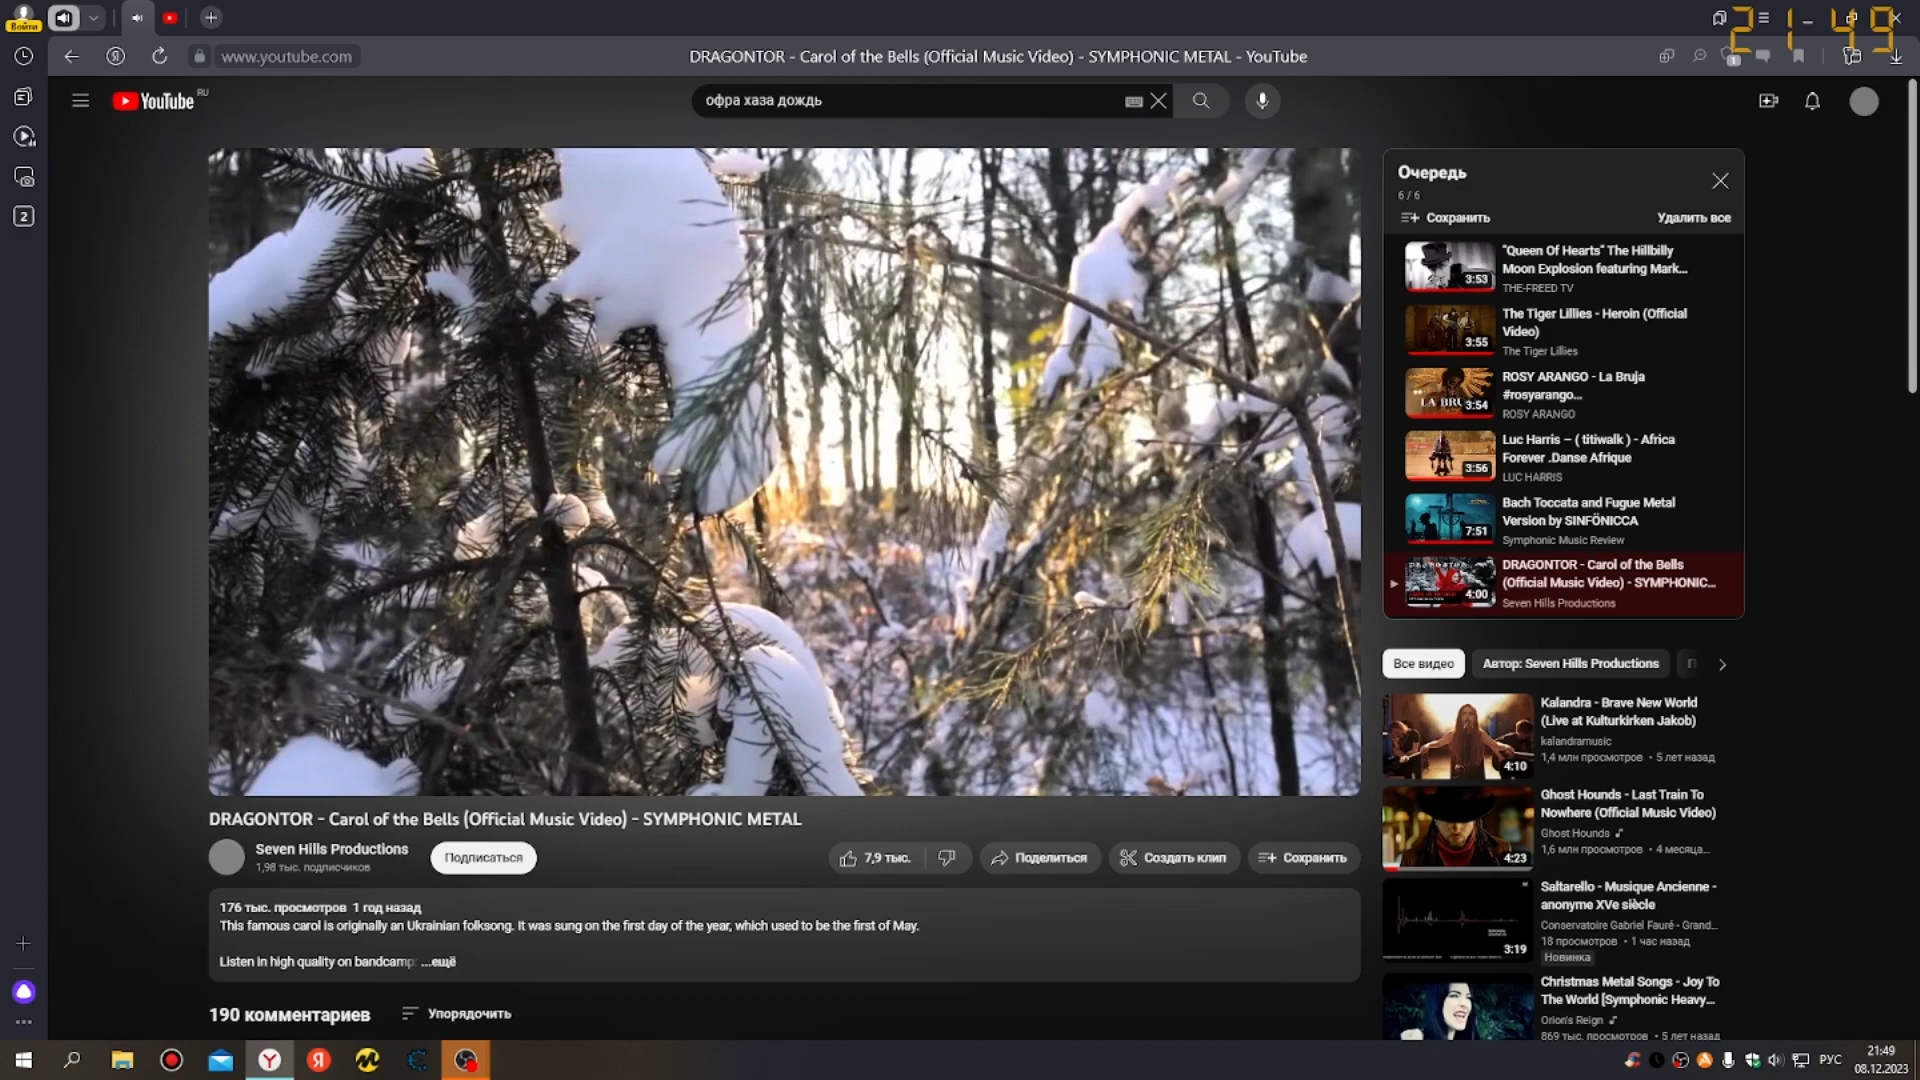 Войти
21 49
www.youtube.com
DRAGONTOR - Carol of the Bells (Official Music Video) - SYMPHONIC METAL - YouTube
1
2
YouTube RU
офра хаза дождь
Очередь
6 / 6
Сохранить
Удалить все
"Queen Of Hearts" The Hillbilly
Moon Explosion featuring Mark...
THE-FREED TV
3:53
The Tiger Lillies - Heroin (Official
Video)
The Tiger Lillies
3:55
ROSY ARANGO - La Bruja
#rosyarango...
ROSY ARANGO
3:54
Luc Harris – ( titiwalk ) - Africa
Forever .Danse Afrique
LUC HARRIS
3:56
Bach Toccata and Fugue Metal
Version by SINFÖNICCA
Symphonic Music Review
7:51
DRAGONTOR - Carol of the Bells
(Official Music Video) - SYMPHONIC...
Seven Hills Productions
4:00
Все видео
Автор: Seven Hills Productions
Kalandra - Brave New World
(Live at Kulturkirken Jakob)
kalandramusic
1,4 млн просмотров • 5 лет назад
4:10
Ghost Hounds - Last Train To
Nowhere (Official Music Video)
Ghost Hounds
1,6 млн просмотров • 4 месяца...
4:23
Saltarello - Musique Ancienne -
anonyme XVe siècle
Conservatoire Gabriel Fauré - Grand...
18 просмотров • 1 час назад
Новинка
3:19
Christmas Metal Songs - Joy To
The World [Symphonic Heavy...
Orion's Reign
869 тыс. просмотров • 5 лет назад
DRAGONTOR - Carol of the Bells (Official Music Video) - SYMPHONIC METAL
Seven Hills Productions
1,98 тыс. подписчиков
Подписаться
7,9 тыс.
Поделиться
Создать клип
Сохранить
176 тыс. просмотров 1 год назад
This famous carol is originally an Ukrainian folksong. It was sung on the first day of the year, which used to be the first of May.
Listen in high quality on bandcamp ...ещё
190 комментариев
Упорядочить
РУС
21:49
08.12.2023